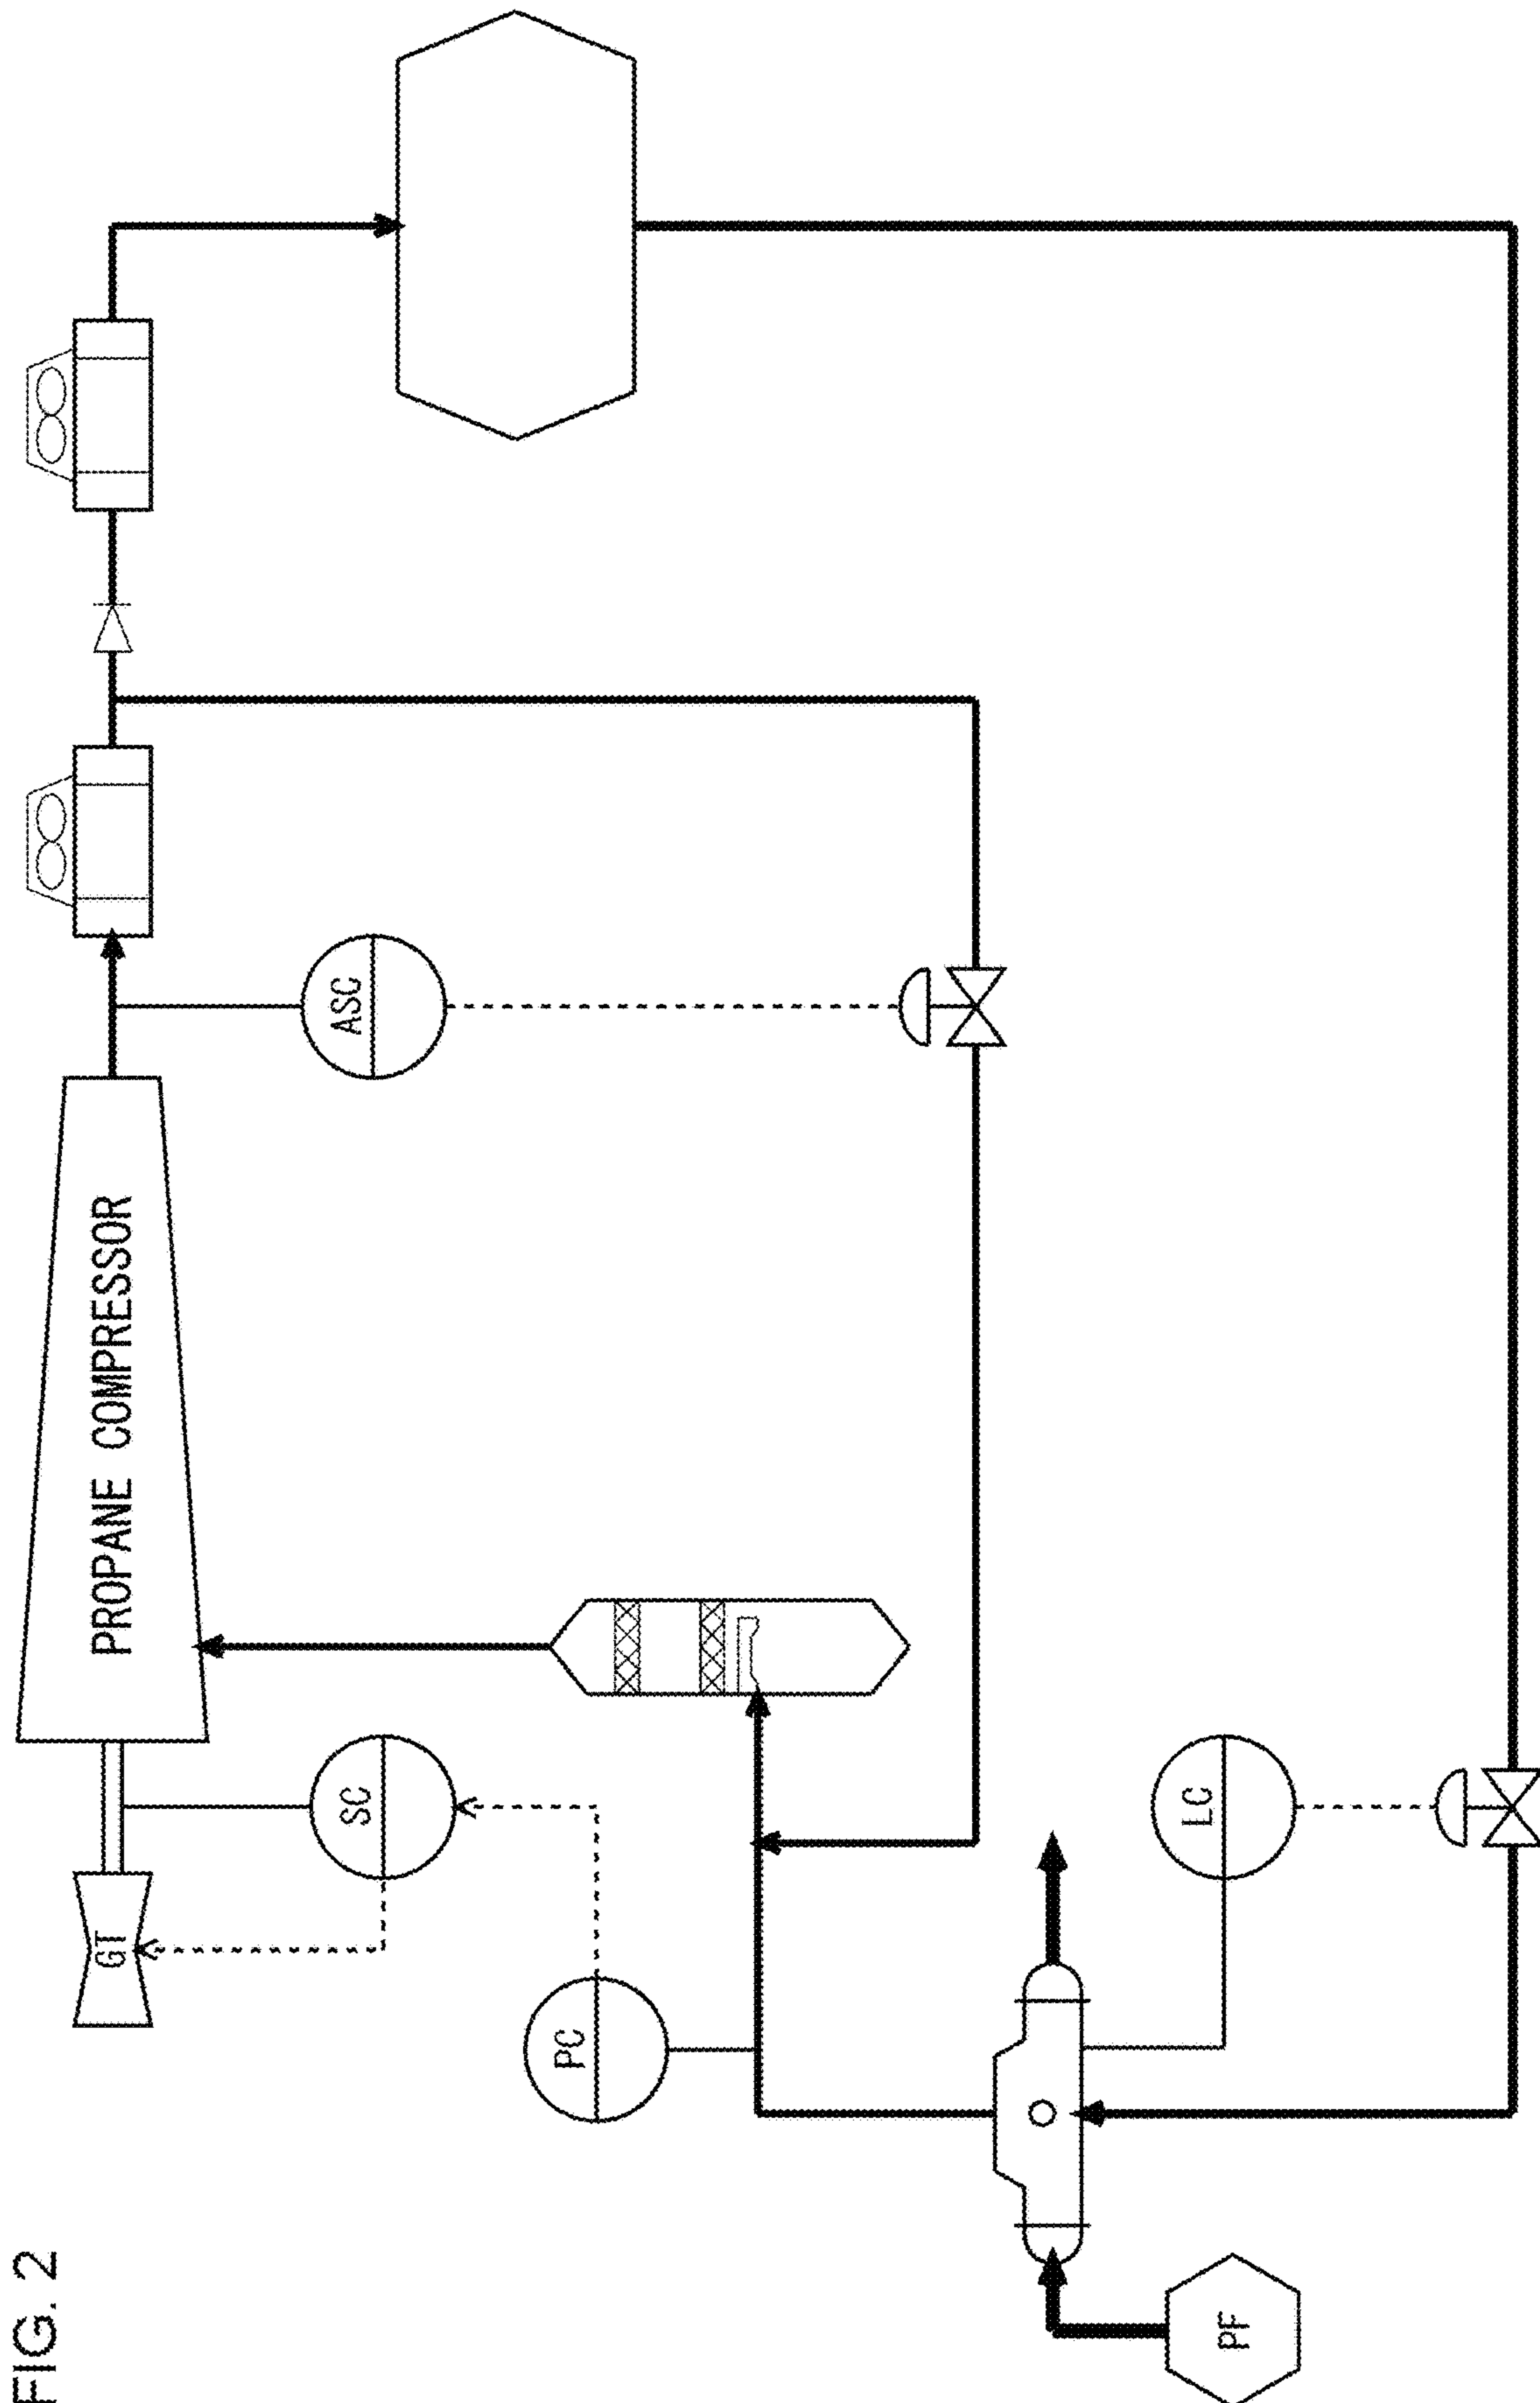 FIG. 2
GT
PROPANE COMPRESSOR
SC
ASC
PC
LC
PF